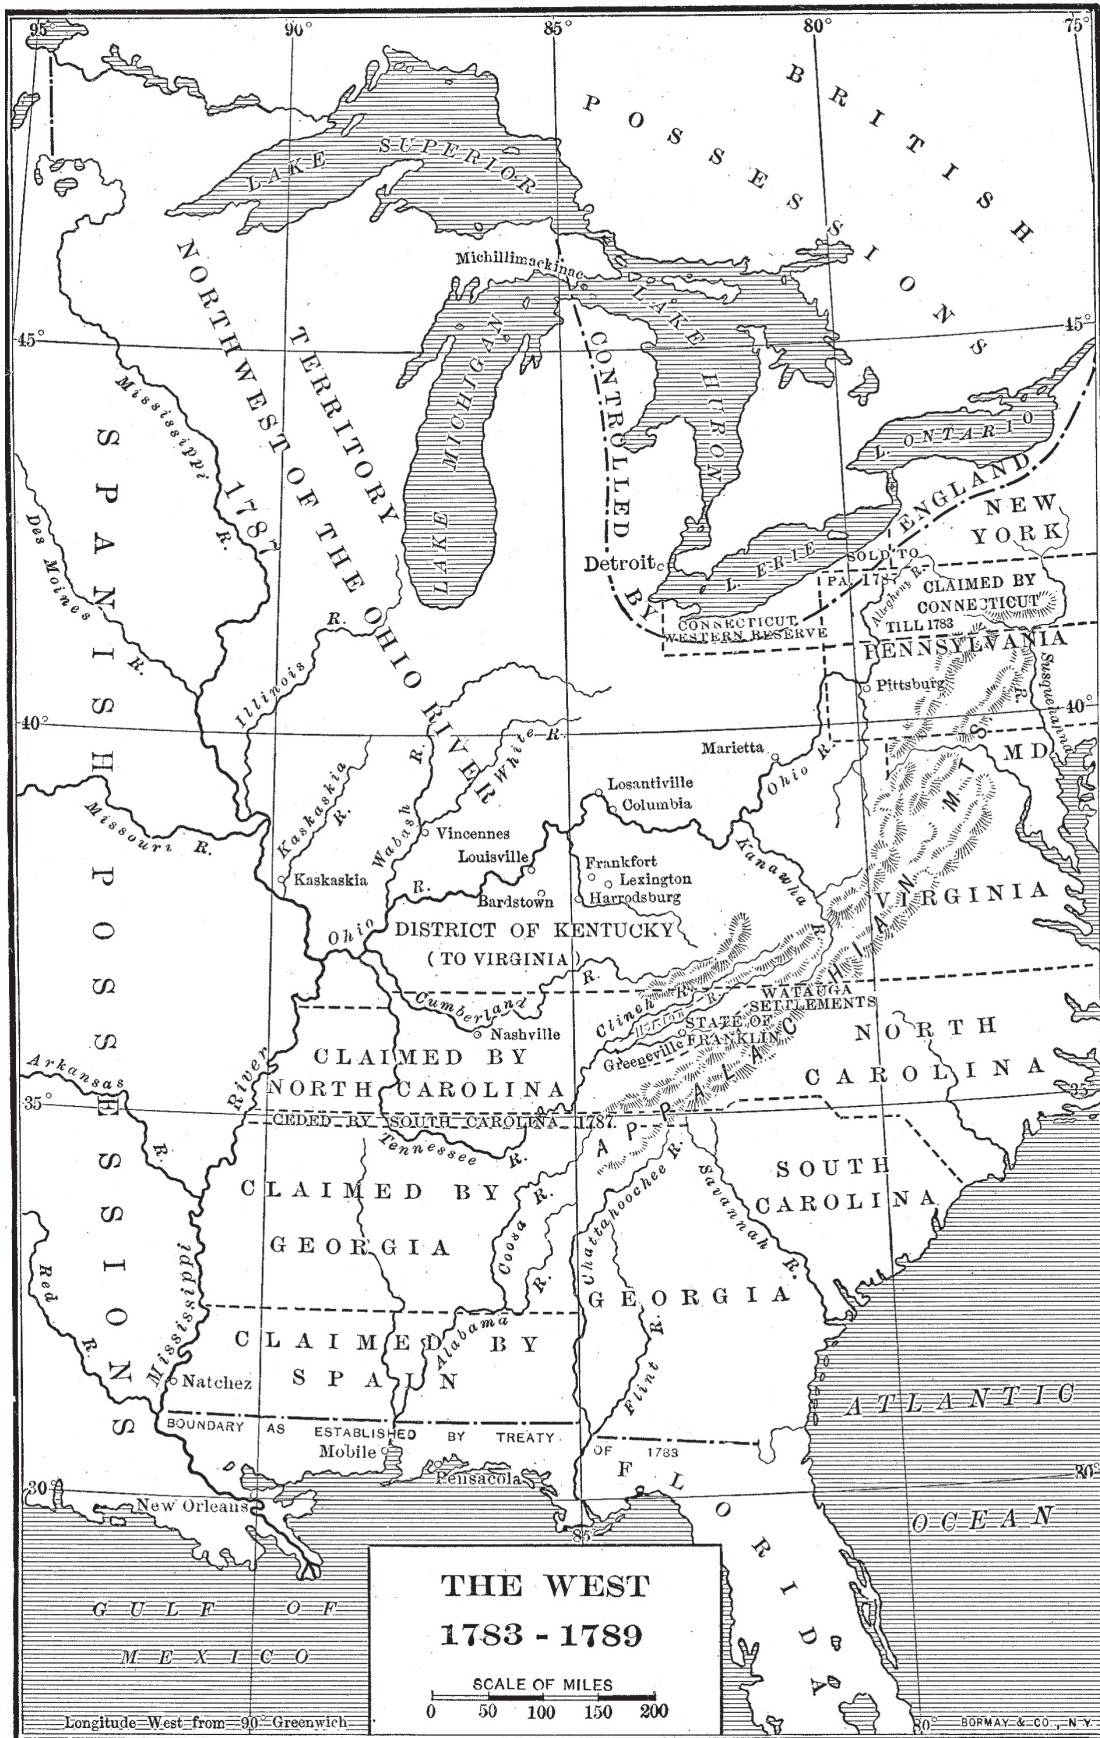 95°
90°
85°
80°
75°
BRITISH
POSSESSIONS
LAKE SUPERIOR
Michillimackinac
NORTHWEST OF THE OHIO RIVER
TERRITORY
1787
LAKE MICHIGAN
LAKE HURON
CONTROLLED
BY
ENGLAND
45°
45°
Mississippi
R.
L. ONTARIO
NEW
YORK
SPANISH POSSESSIONS
Des Moines
R.
Detroit
L. ERIE
SOLD TO
PA. 1787
Allegheny R.
CLAIMED BY
CONNECTICUT
TILL 1783
CONNECTICUT
WESTERN RESERVE
PENNSYLVANIA
Susquehanna
R.
Illinois
R.
Pittsburg
40°
40°
White R.
Marietta
Ohio R.
MD.
Losantiville
Columbia
Missouri R.
Kaskaskia
R.
Wabash
R.
Vincennes
Louisville
Frankfort
Lexington
Harrodsburg
Bardstown
Kaskaskia
Kanawha
R.
VIRGINIA
Ohio
R.
DISTRICT OF KENTUCKY
(TO VIRGINIA)
APPALACHIAN MTS.
Cumberland
R.
Clinch R.
R.
WATAUGA
SETTLEMENTS
Nashville
STATE OF
FRANKLIN
Greeneville
NORTH
CAROLINA
CLAIMED BY
NORTH CAROLINA
Arkansas
R.
River
35°
35°
CEDED BY SOUTH CAROLINA 1787
Tennessee
R.
CLAIMED BY
GEORGIA
Coosa
R.
R.
Chattahoochee R.
Savannah R.
SOUTH
CAROLINA
GEORGIA
Red
R.
Mississippi
Alabama
CLAIMED BY
SPAIN
Flint R.
Natchez
BOUNDARY AS ESTABLISHED BY TREATY
OF 1783
Mobile
Pensacola
FLORIDA
ATLANTIC
OCEAN
30°
30°
New Orleans
85°
GULF OF
MEXICO
THE WEST
1783 - 1789
SCALE OF MILES
0 50 100 150 200
Longitude West from 90° Greenwich
80°
BORMAY & CO., N.Y.